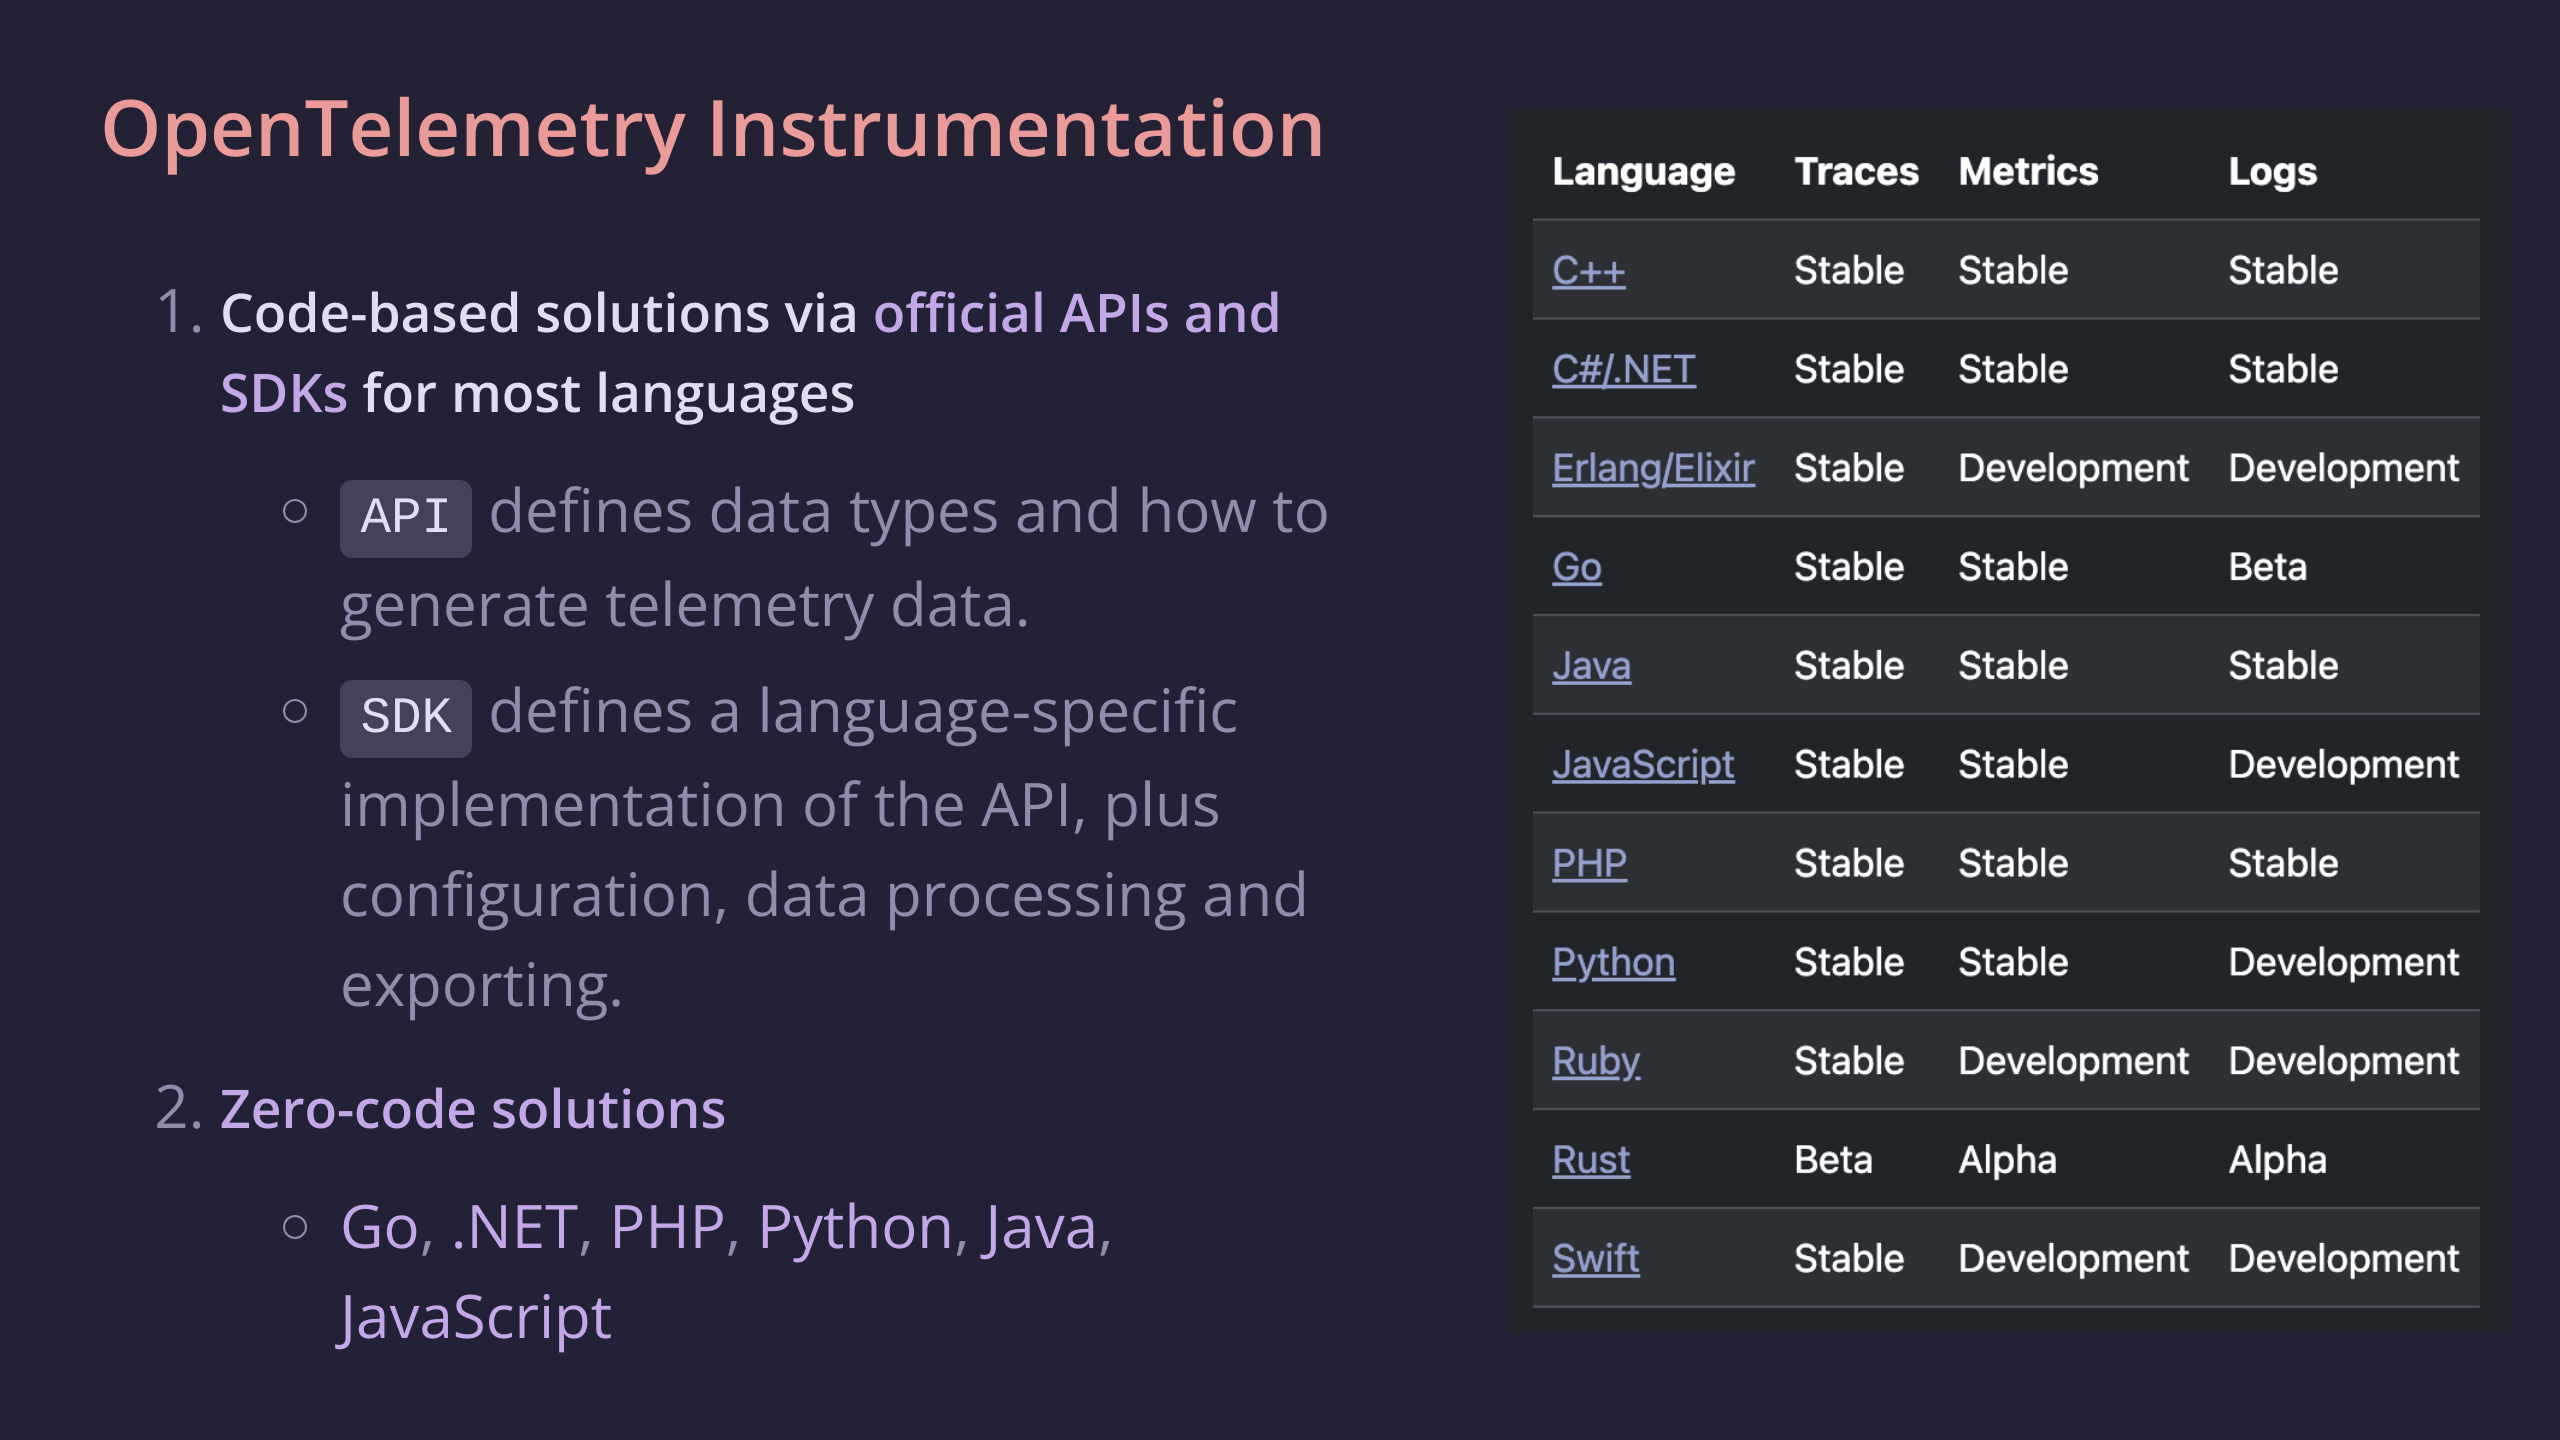 OpenTelemetry Instrumentation
1. Code-based solutions via official APIs and
SDKs for most languages
○ API defines data types and how to
generate telemetry data.
○ SDK defines a language-specific
implementation of the API, plus
configuration, data processing and
exporting.
2. Zero-code solutions
○ Go, .NET, PHP, Python, Java,
JavaScript
Language Traces Metrics Logs
C++ Stable Stable Stable
C#/.NET Stable Stable Stable
Erlang/Elixir Stable Development Development
Go Stable Stable Beta
Java Stable Stable Stable
JavaScript Stable Stable Development
PHP Stable Stable Stable
Python Stable Stable Development
Ruby Stable Development Development
Rust Beta Alpha Alpha
Swift Stable Development Development